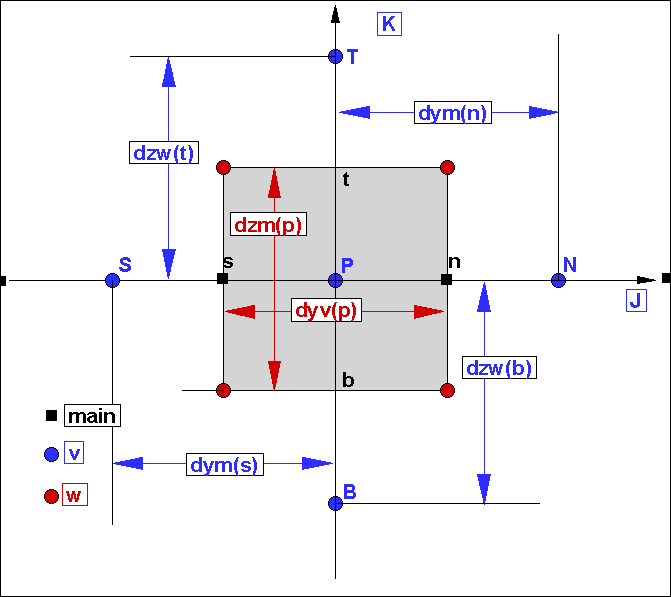 K
T
dym(n)
dzw(t)
t
dzm(p)
s
n
S
P
N
J
dyv(p)
dzw(b)
b
main
v
dym(s)
w
B